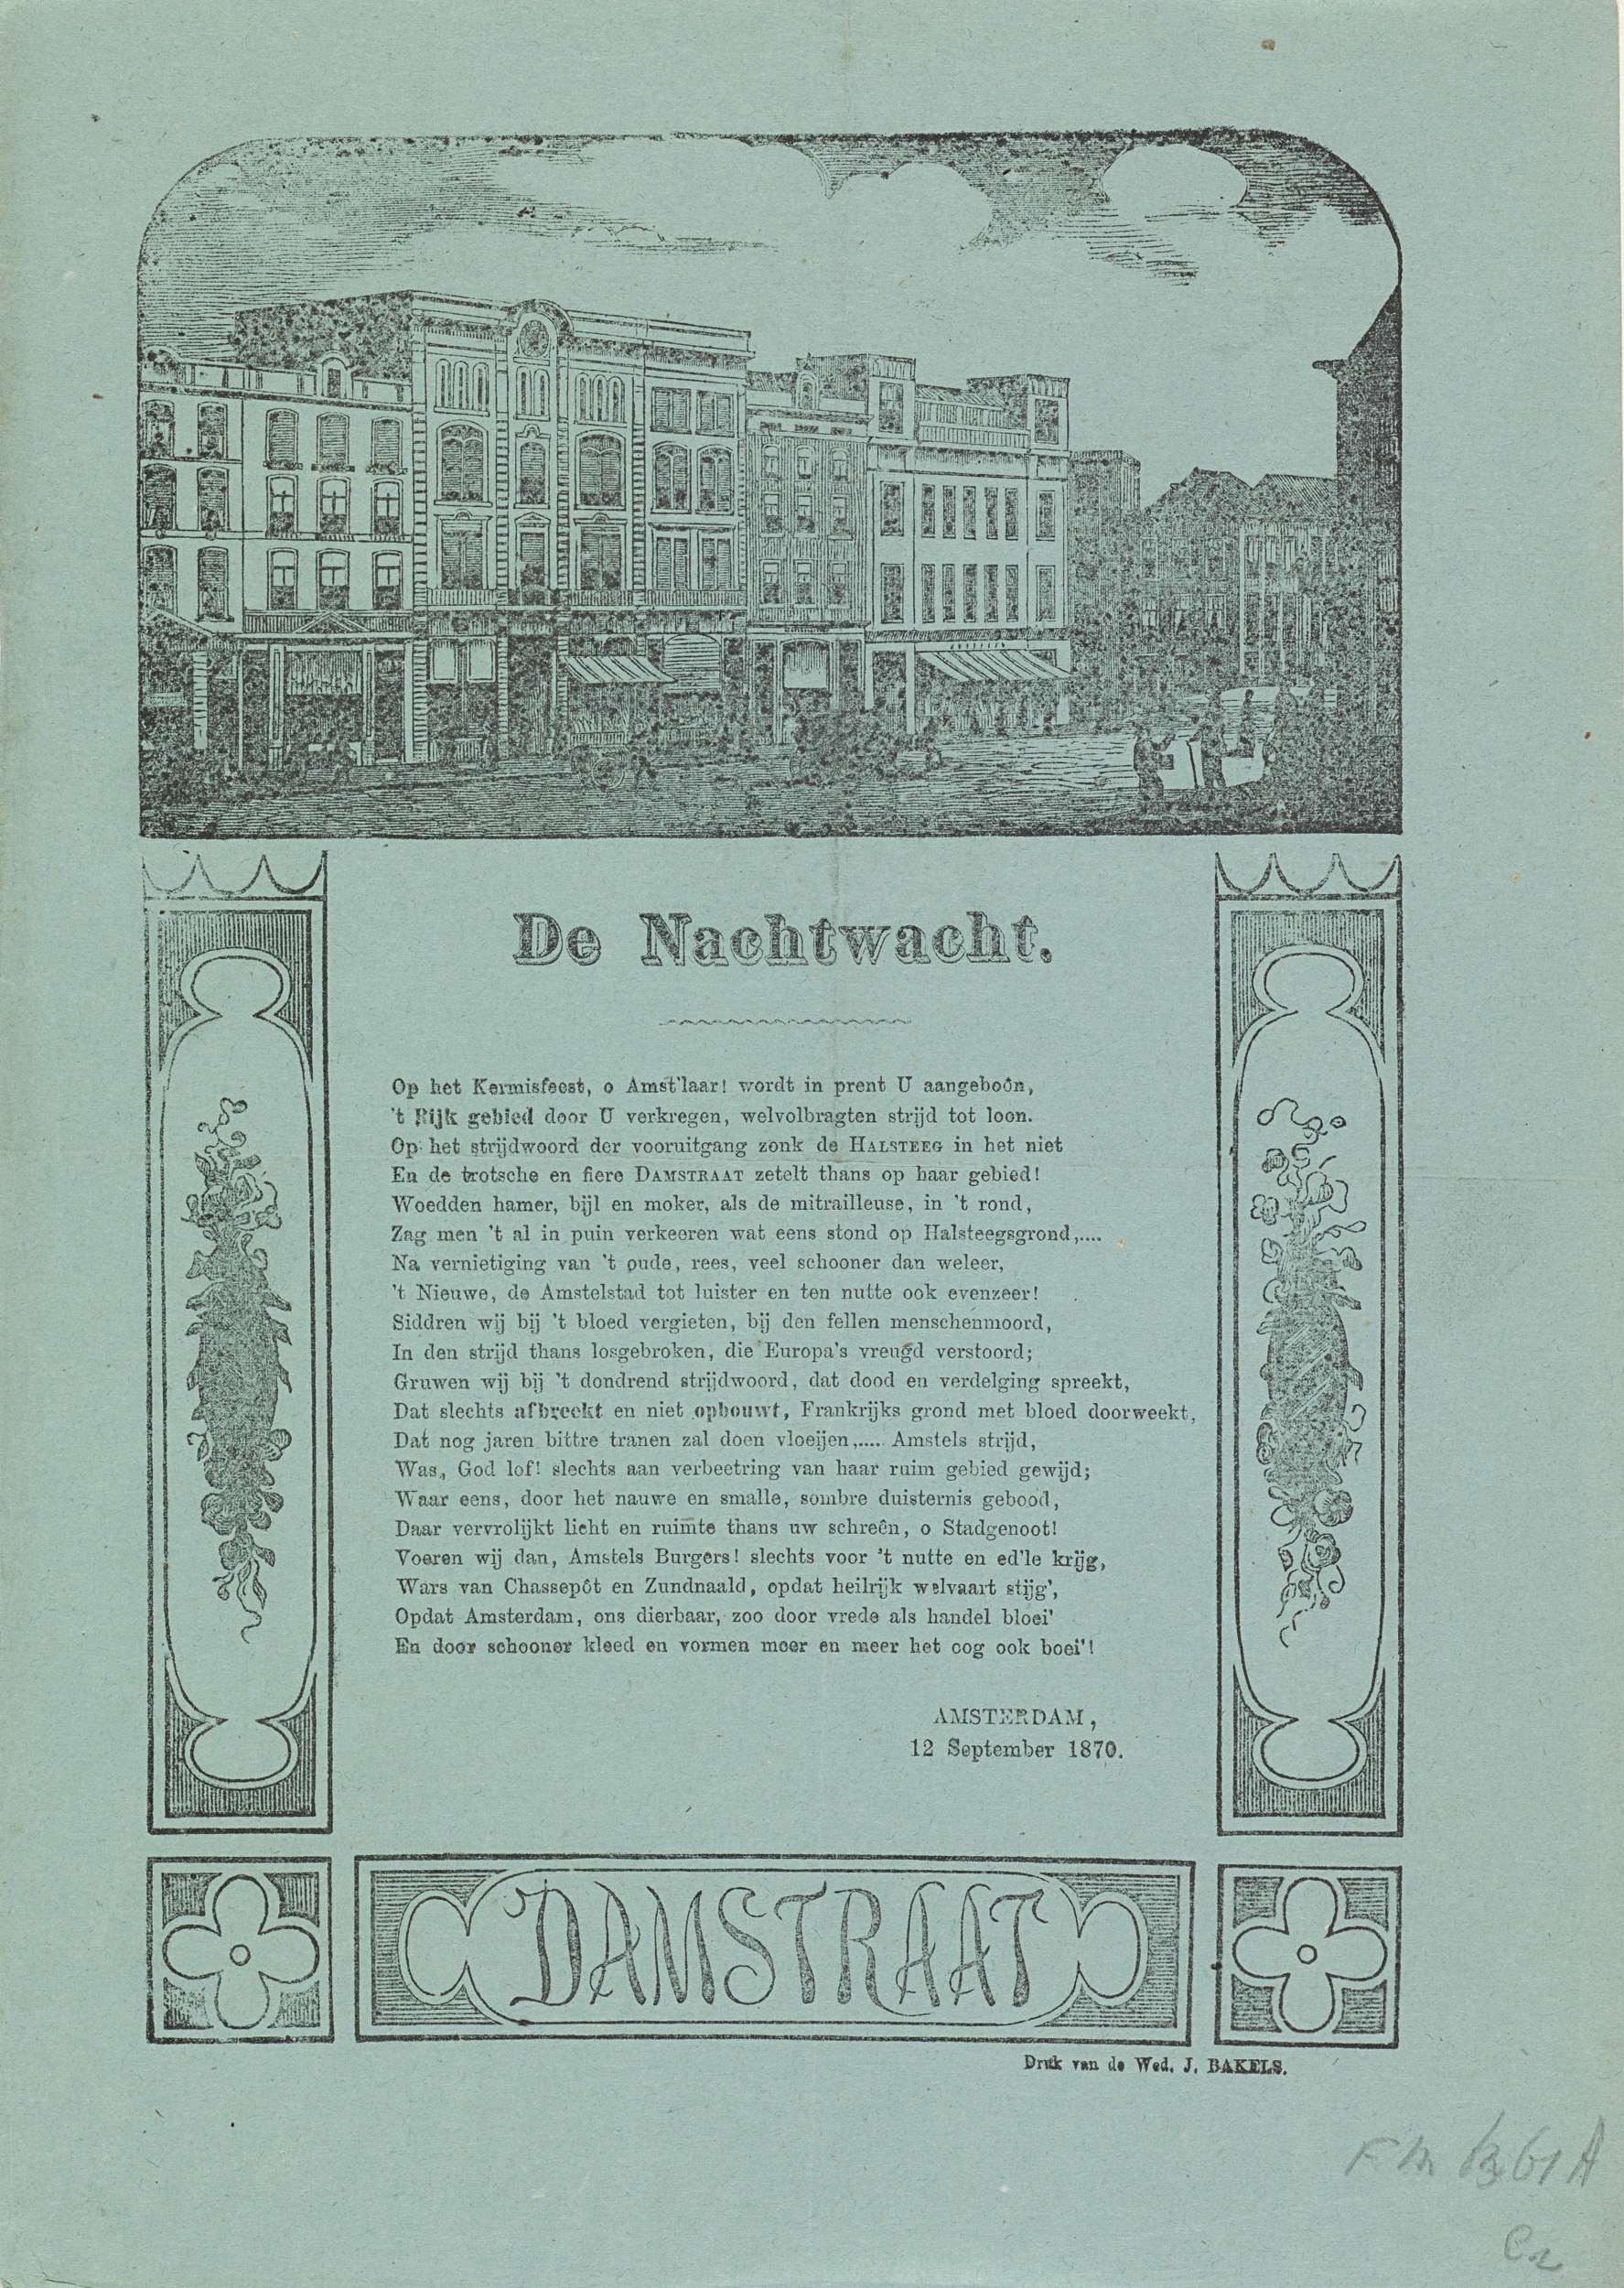 De Nachtwacht.
Op het Kermisfeest, o Amst'laar! wordt in prent U aangeboôn,
't Rijk gebied door U verkregen, welvolbragten strijd tot loon.
Op het strijdwoord der vooruitgang zonk de HALSTEEG in het niet
En de trotsche en fiere DAMSTRAAT zetelt thans op haar gebied!
Woedden hamer, bijl en moker, als de mitrailleuse, in 't rond,
Zag men 't al in puin verkeeren wat eens stond op Halsteegsgrond,....
Na vernietiging van 't oude, rees, veel schooner dan weleer,
't Nieuwe, de Amstelstad tot luister en ten nutte ook evenzeer!
Siddren wij bij 't bloed vergieten, bij den fellen menschenmoord,
In den strijd thans losgebroken, die Europa's vreugd verstoord;
Gruwen wij bij 't dondrend strijdwoord, dat dood en verdelging spreekt,
Dat slechts afbreekt en niet opbouwt, Frankrijks grond met bloed doorweekt,
Dat nog jaren bittre tranen zal doen vloeijen,..... Amstels strijd,
Was, God lof! slechts aan verbeetring van haar ruim gebied gewijd;
Waar eens, door het nauwe en smalle, sombre duisternis gebood,
Daar vervrolijkt licht en ruimte thans uw schreên, o Stadgenoot!
Voeren wij dan, Amstels Burgers! slechts voor 't nutte en ed'le krijg,
Wars van Chassepôt en Zundnaald, opdat heilrijk welvaart stijg',
Opdat Amsterdam, ons dierbaar, zoo door vrede als handel bloei'
En door schooner kleed en vormen meer en meer het oog ook boei'!
AMSTERDAM,
12 September 1870.
DAMSTRAAT
Druk van de Wed. J. BAKELS.